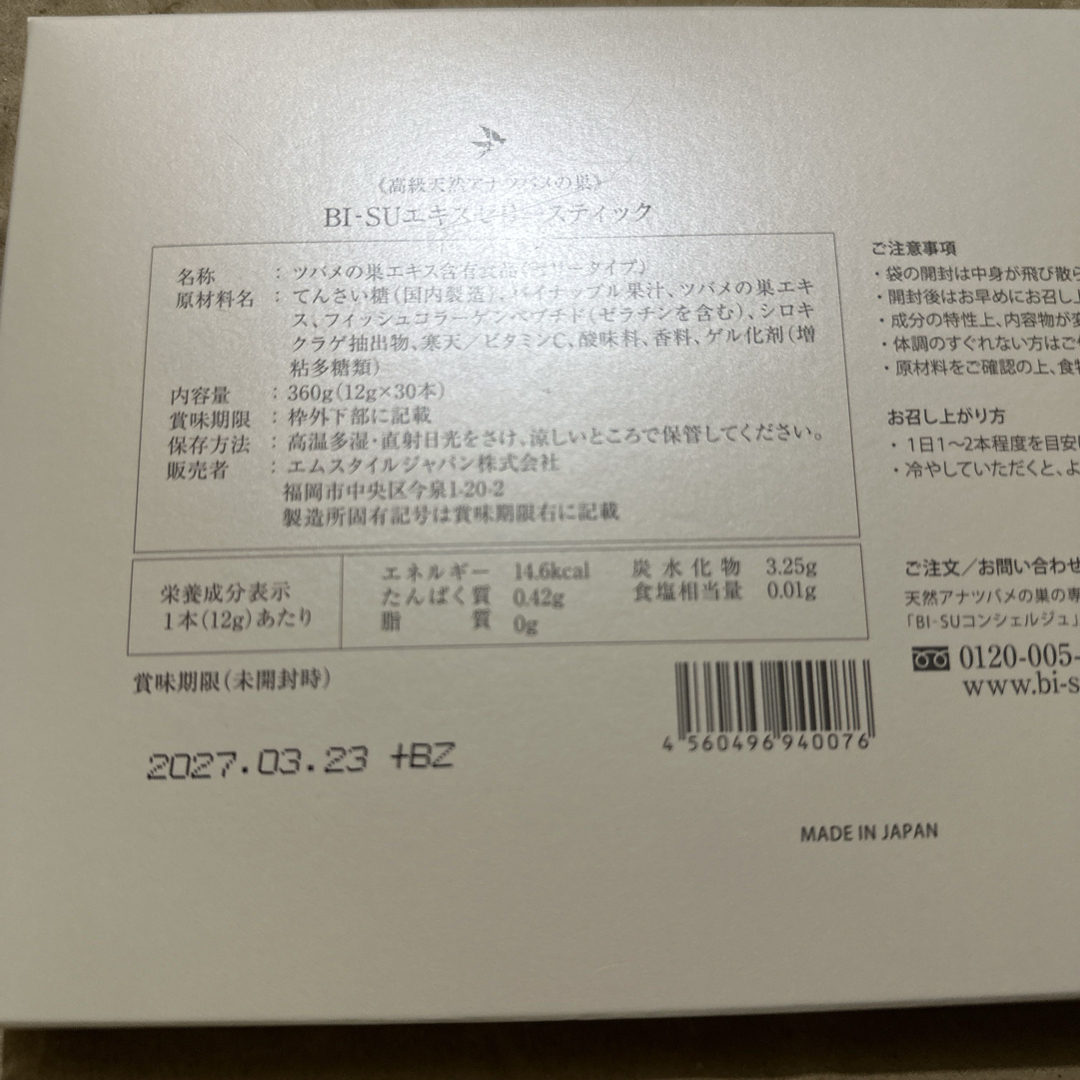 《高級天然アナツバメの巣》
BI-SUエキスゼリースティック
名称 : ツバメの巣エキス含有食品(ゼリータイプ)
原材料名 : てんさい糖(国内製造)、パイナップル果汁、ツバメの巣エキ
ス、フィッシュコラーゲンペプチド(ゼラチンを含む)、シロキ
クラゲ抽出物、寒天／ビタミンC、酸味料、香料、ゲル化剤(増
粘多糖類)
内容量 : 360g(12g×30本)
賞味期限 : 枠外下部に記載
保存方法 : 高温多湿・直射日光をさけ、涼しいところで保管してください。
販売者 : エムスタイルジャパン株式会社
福岡市中央区今泉1-20-2
製造所固有記号は賞味期限右に記載
栄養成分表示
1本(12g)あたり
エネルギー 14.6kcal 炭水化物 3.25g
たんぱく質 0.42g 食塩相当量 0.01g
脂質 0g
賞味期限(未開封時)
2027.03.23 +BZ
4 560496 940076
MADE IN JAPAN
ご注意事項
・袋の開封は中身が飛び散ら
・開封後はお早めにお召し上
・成分の特性上、内容物が変
・体調のすぐれない方はご使
・原材料をご確認の上、食物
お召し上がり方
・1日1〜2本程度を目安に
・冷やしていただくと、よ
ご注文／お問い合わせ
天然アナツバメの巣の専
「BI-SUコンシェルジュ」
0120-005-
www.bi-s